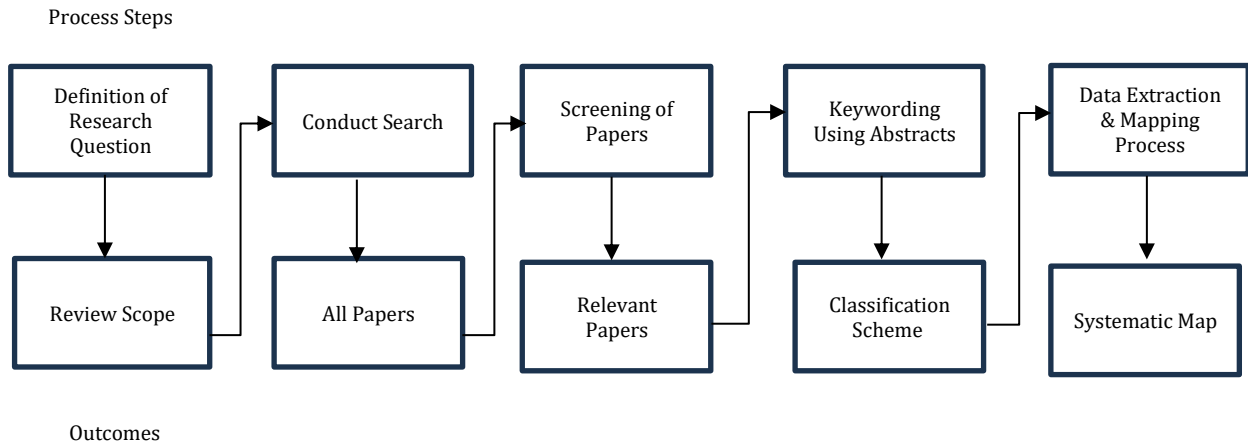 Process Steps
Definition of
Research
Question
Conduct Search
Screening of
Papers
Keywording
Using Abstracts
Data Extraction
& Mapping
Process
Review Scope
All Papers
Relevant
Papers
Classification
Scheme
Systematic Map
Outcomes